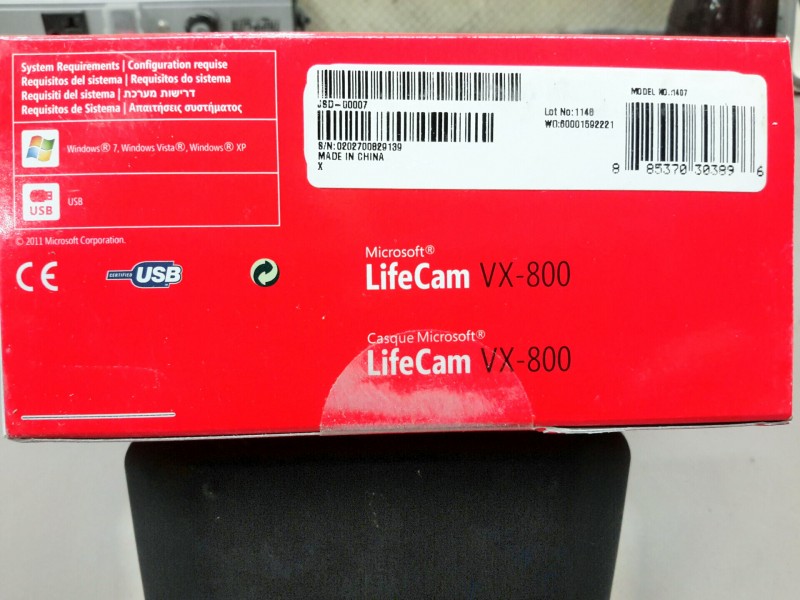 System Requirements | Configuration requise
Requisitos del sistema | Requisitos do sistema
Requisiti del sistema | דרישות מערכת
Requisitos de Sistema | Απαιτήσεις συστήματος
Windows® 7, Windows Vista®, Windows® XP
USB
USB
© 2011 Microsoft Corporation.
CE
CERTIFIED USB
JSD-00007
S/N:0202700829139
MADE IN CHINA
X
Lot No:1148
WO:60001592221
MODEL NO.:1407
8 85370 30389 6
Microsoft®
LifeCam VX-800
Casque Microsoft®
LifeCam VX-800